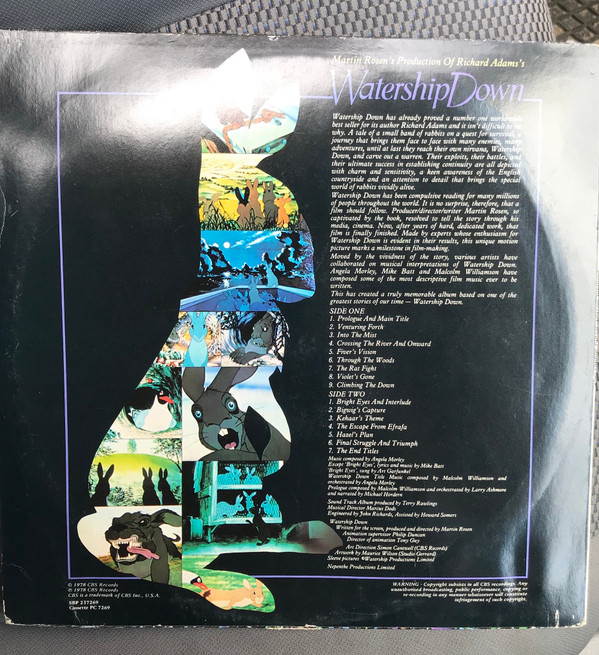 Martin Rosen's Production Of Richard Adams's
Watership Down
Watership Down has already proved a number one worldwide
best seller for its author Richard Adams and it isn't difficult to see
why. A tale of a small band of rabbits on a quest for survival, a
journey that brings them face to face with many enemies, many
adventures, until at last they reach their own nirvana, Watership
Down, and carve out a warren. Their exploits, their battles, and
their ultimate success in establishing continuity are all depicted
with charm and sensitivity, a keen awareness of the English
countryside and an attention to detail that brings the special
world of rabbits vividly alive.
Watership Down has been compulsive reading for many millions
of people throughout the world. It is no surprise, therefore, that a
film should follow. Producer/director/writer Martin Rosen, so
captivated by the book, resolved to tell the story through his
media, cinema. Now, after years of hard, dedicated work, that
film is finally finished. Made by experts whose enthusiasm for
Watership Down is evident in their results, this unique motion
picture marks a milestone in film-making.
Moved by the vividness of the story, various artists have
collaborated on musical interpretations of Watership Down.
Angela Morley, Mike Batt and Malcolm Williamson have
composed some of the most descriptive film music ever to be
written.
This has created a truly memorable album based on one of the
greatest stories of our time — Watership Down.
SIDE ONE
1. Prologue And Main Title
2. Venturing Forth
3. Into The Mist
4. Crossing The River And Onward
5. Fiver's Vision
6. Through The Woods
7. The Rat Fight
8. Violet's Gone
9. Climbing The Down
SIDE TWO
1. Bright Eyes And Interlude
2. Bigwig's Capture
3. Kehaar's Theme
4. The Escape From Efrafa
5. Hazel's Plan
6. Final Struggle And Triumph
7. The End Titles
Music composed by Angela Morley
Except 'Bright Eyes', lyrics and music by Mike Batt
'Bright Eyes', sung by Art Garfunkel
Watership Down Title Music composed by Malcolm Williamson and
orchestrated by Angela Morley
Prologue composed by Malcolm Williamson and orchestrated by Larry Ashmore
and narrated by Michael Hordern
Sound Track Album produced by Terry Rawlings
Musical Director Marcus Dods
Engineered by John Richards, Assisted by Howard Somers
Watership Down
Written for the screen, produced and directed by Martin Rosen
Animation supervisor Philip Duncan
Director of animation Tony Guy
Art Direction Simon Cantwell (CBS Records)
Artwork by Maurice Wilson (Studio Gerrard)
Sleeve pictures ©Watership Productions Limited
Nepenthe Productions Limited
© 1978 CBS Records
℗ 1978 CBS Records
CBS is a trademark of CBS Inc., U.S.A.
SBP 237269
Cassette PC 7269
WARNING - Copyright subsists in all CBS recordings. Any
unauthorised broadcasting, public performance, copying or
re-recording in any manner whatsoever will constitute
infringement of such copyright.